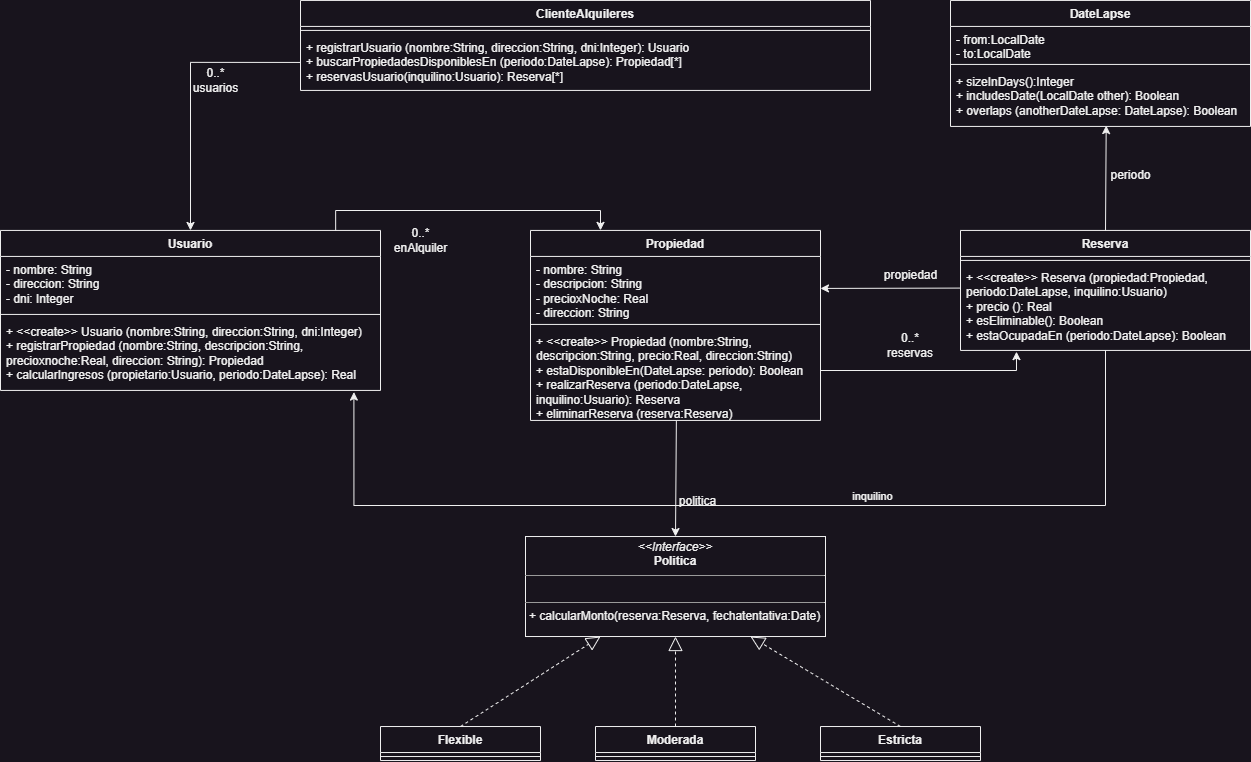 ClienteAlquileres
+ registrarUsuario (nombre:String, direccion:String, dni:Integer): Usuario
+ buscarPropiedadesDisponiblesEn (periodo:DateLapse): Propiedad[*]
+ reservasUsuario(inquilino:Usuario): Reserva[*]
DateLapse
- from:LocalDate
- to:LocalDate
+ sizeInDays():Integer
+ includesDate(LocalDate other): Boolean
+ overlaps (anotherDateLapse: DateLapse): Boolean
0..*
usuarios
periodo
Usuario
- nombre: String
- direccion: String
- dni: Integer
+ <<create>> Usuario (nombre:String, direccion:String, dni:Integer)
+ registrarPropiedad (nombre:String, descripcion:String,
precioxnoche:Real, direccion: String): Propiedad
+ calcularIngresos (propietario:Usuario, periodo:DateLapse): Real
0..*
enAlquiler
Propiedad
- nombre: String
- descripcion: String
- precioxNoche: Real
- direccion: String
+ <<create>> Propiedad (nombre:String,
descripcion:String, precio:Real, direccion:String)
+ estaDisponibleEn(DateLapse: periodo): Boolean
+ realizarReserva (periodo:DateLapse,
inquilino:Usuario): Reserva
+ eliminarReserva (reserva:Reserva)
propiedad
0..*
reservas
Reserva
+ <<create>> Reserva (propiedad:Propiedad,
periodo:DateLapse, inquilino:Usuario)
+ precio (): Real
+ esEliminable(): Boolean
+ estaOcupadaEn (periodo:DateLapse): Boolean
politica
inquilino
<<Interface>>
Politica
+ calcularMonto(reserva:Reserva, fechatentativa:Date)
Flexible
Moderada
Estricta